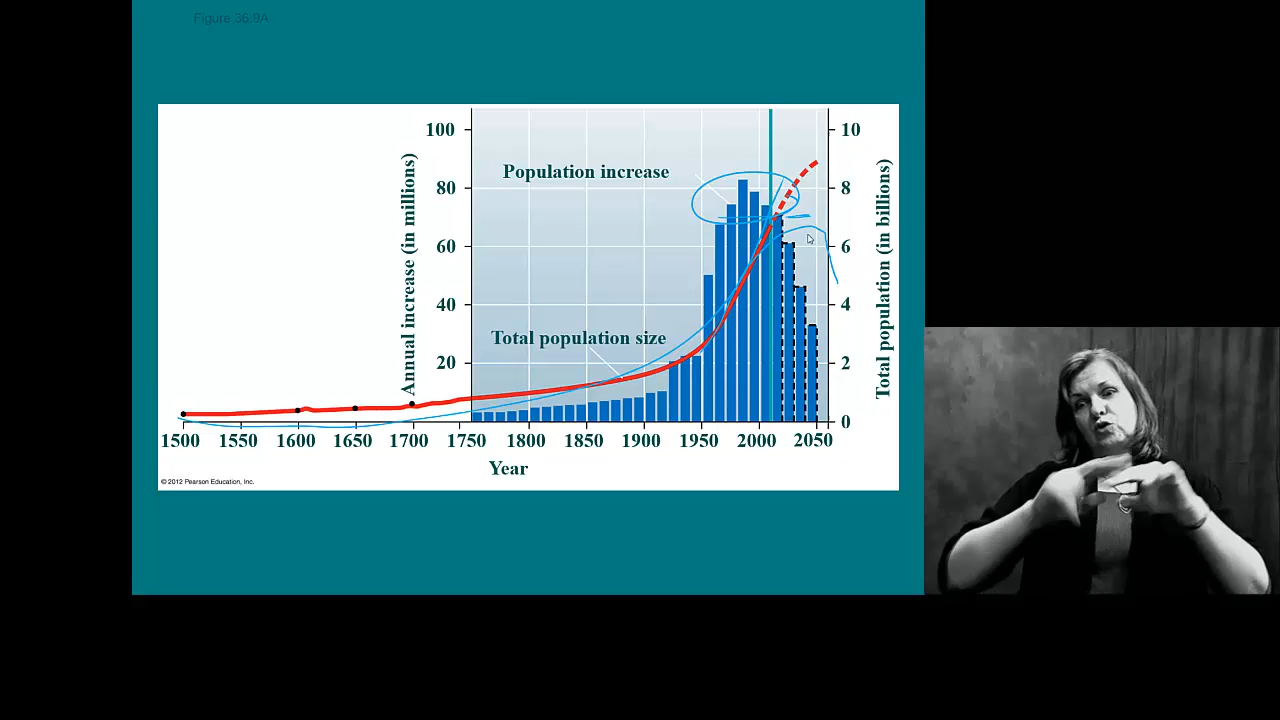 Figure 36.9A
Annual increase (in millions)
100
80
60
40
20
Population increase
Total population size
10
8
6
4
2
0
Total population (in billions)
1500 1550 1600 1650 1700 1750 1800 1850 1900 1950 2000 2050
Year
© 2012 Pearson Education, Inc.